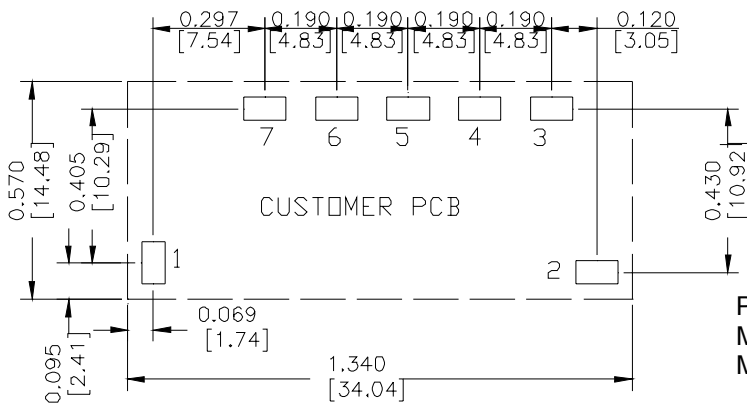 0.297 0.190 0.190 0.190 0.190 0.120
[7.54] [4.83] [4.83] [4.83] [4.83] [3.05]
7 6 5 4 3
0.570
[14.48]
0.405
[10.29]
0.430
[10.92]
CUSTOMER PCB
1
2
0.069
[1.74]
0.095
[2.41]
1.340
[34.04]
F
M
M